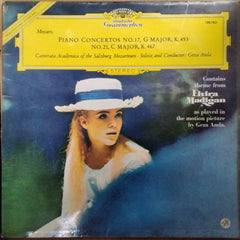 Deutsche
Grammophon
Mozart,
PIANO CONCERTOS NO. 17, G MAJOR, K. 453
NO. 21, C MAJOR, K. 467
Camerata Academica of the Salzburg Mozarteum · Soloist and Conductor: Geza Anda
STEREO
Contains
theme from
Elvira
Madigan
as played in
the motion picture
by Geza Anda.